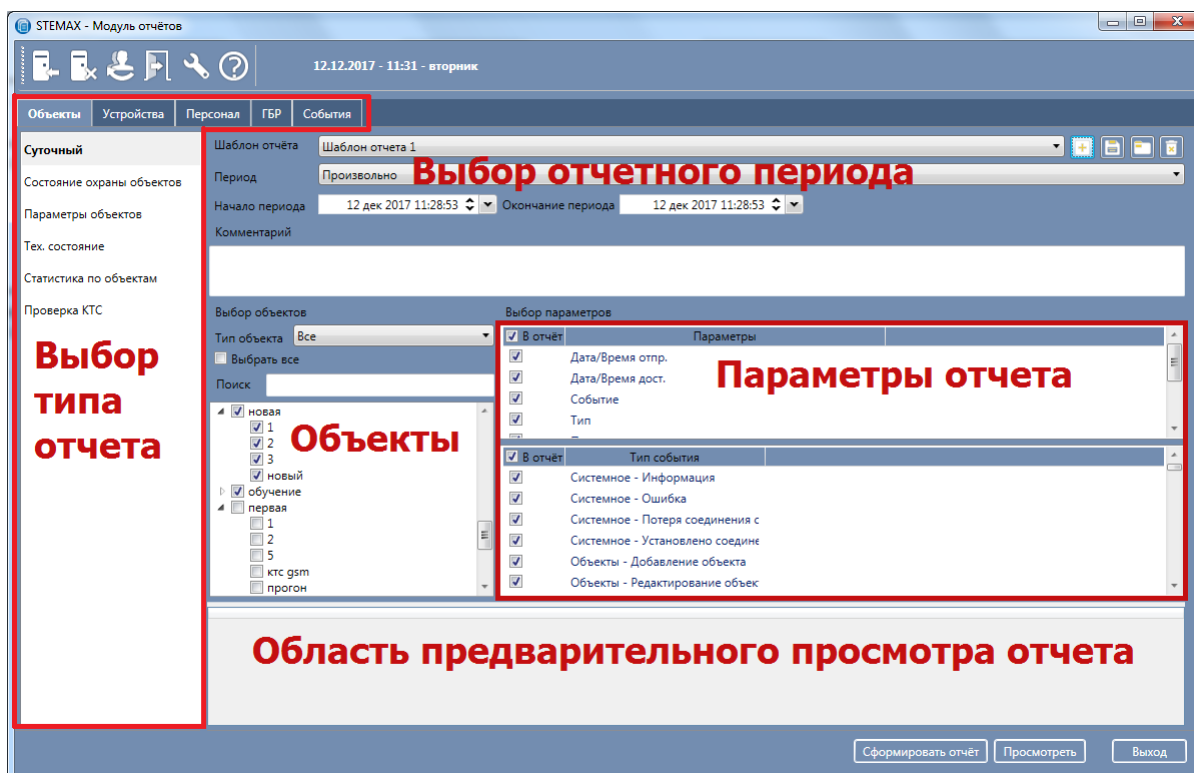 STEMAX - Модуль отчётов
12.12.2017 - 11:31 - вторник
Объекты Устройства Персонал ГБР События
Суточный
Состояние охраны объектов
Параметры объектов
Тех. состояние
Статистика по объектам
Проверка КТС
Выбор
типа
отчета
Шаблон отчёта Шаблон отчета 1
Период Произвольно
Выбор отчетного периода
Начало периода 12 дек 2017 11:28:53 Окончание периода 12 дек 2017 11:28:53
Комментарий
Выбор объектов
Тип объекта Все
Выбрать все
Поиск
новая
1
2
3
новый
обучение
первая
1
2
5
ктс gsm
прогон
Объекты
Выбор параметров
В отчёт Параметры
Дата/Время отпр.
Дата/Время дост.
Событие
Тип
Параметры отчета
В отчёт Тип события
Системное - Информация
Системное - Ошибка
Системное - Потеря соединения с
Системное - Установлено соедине
Объекты - Добавление объекта
Объекты - Редактирование объек
Область предварительного просмотра отчета
Сформировать отчёт Просмотреть Выход